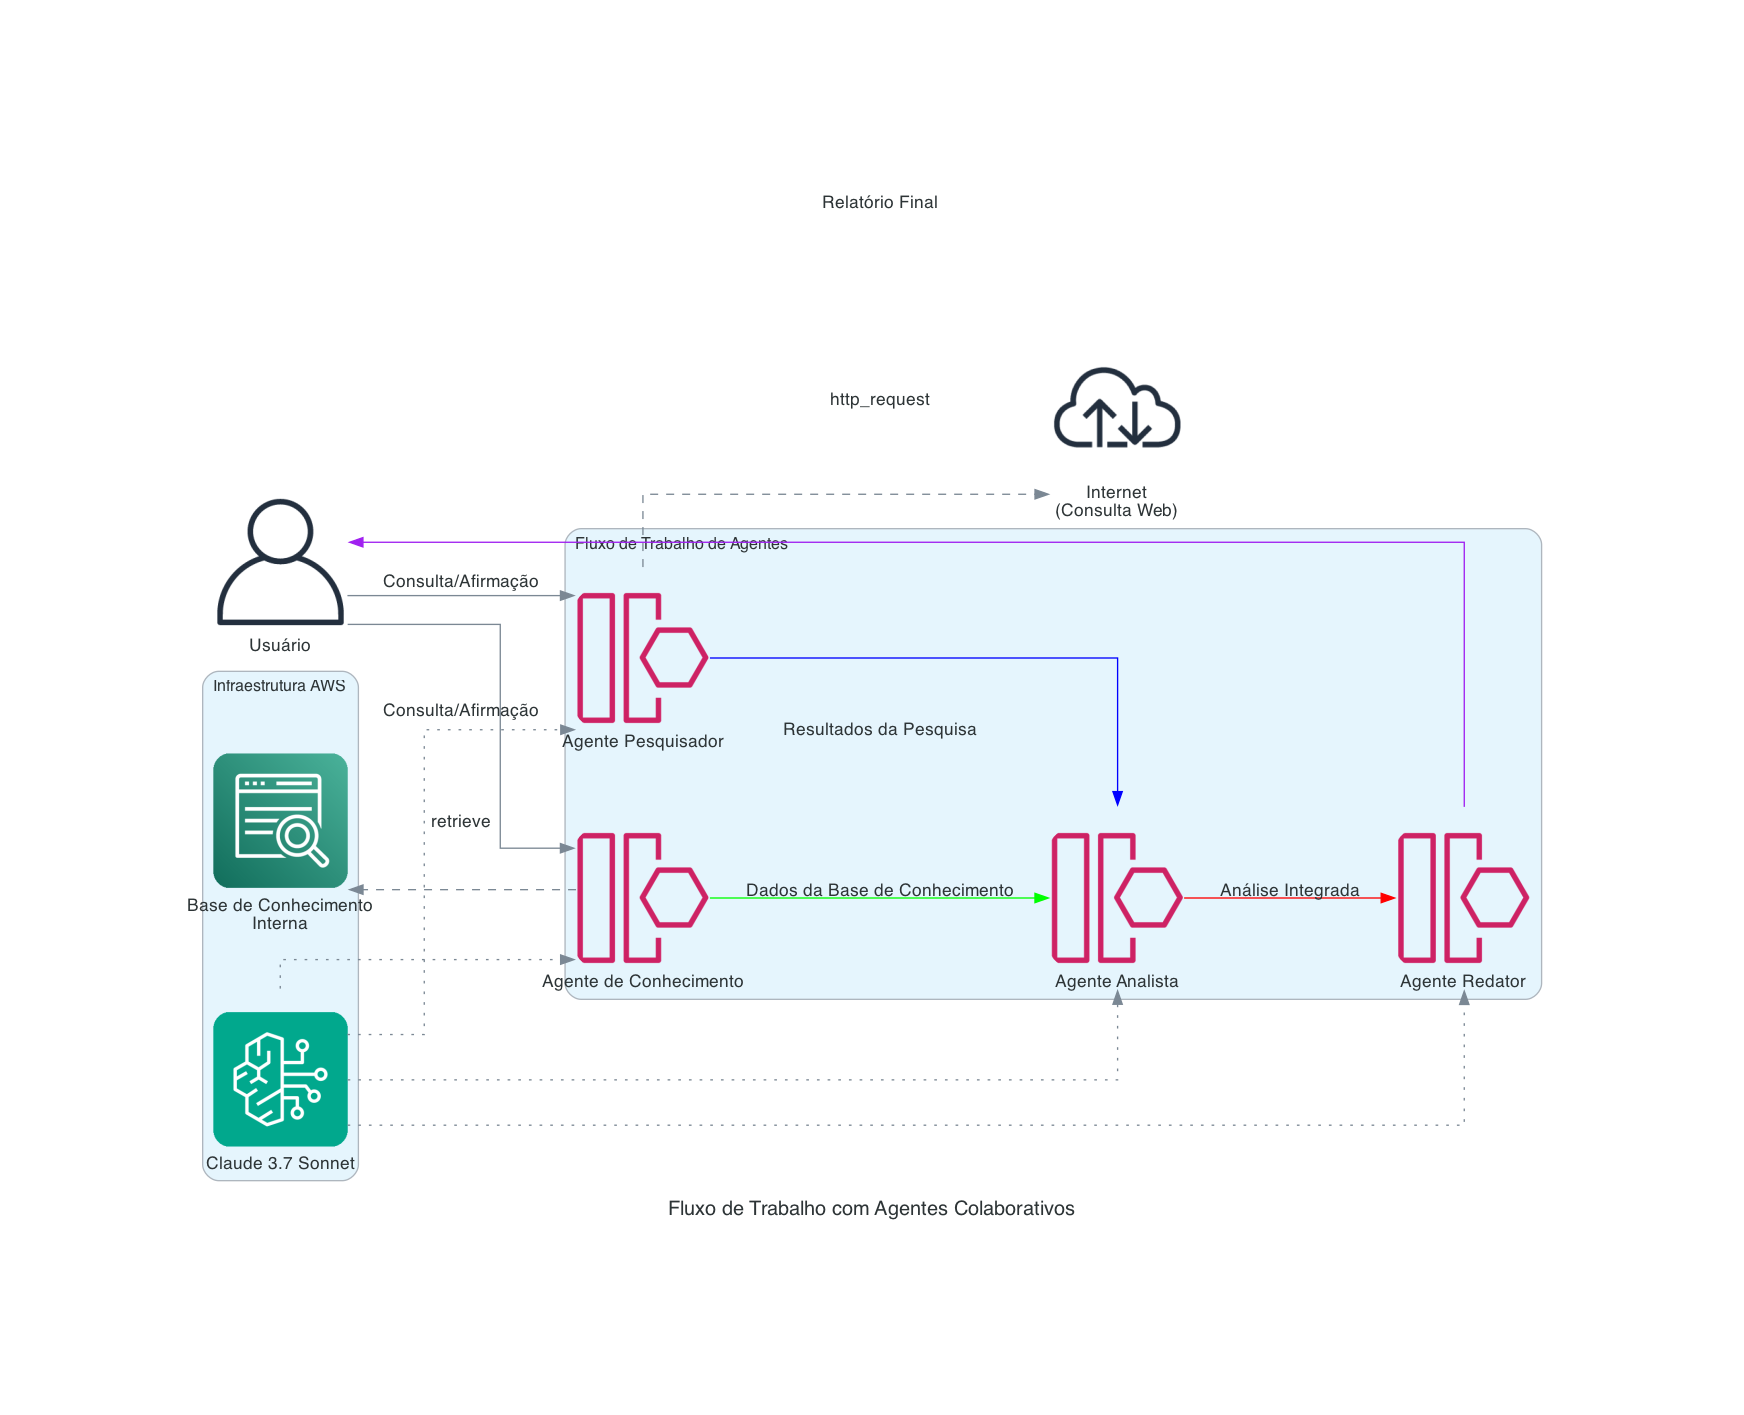 Relatório Final
http_request
Internet
(Consulta Web)
Fluxo de Trabalho de Agentes
Consulta/Afirmação
Usuário
Infraestrutura AWS
Consulta/Afirmação
Resultados da Pesquisa
Agente Pesquisador
retrieve
Dados da Base de Conhecimento
Análise Integrada
Base de Conhecimento
Interna
Agente de Conhecimento
Agente Analista
Agente Redator
Claude 3.7 Sonnet
Fluxo de Trabalho com Agentes Colaborativos